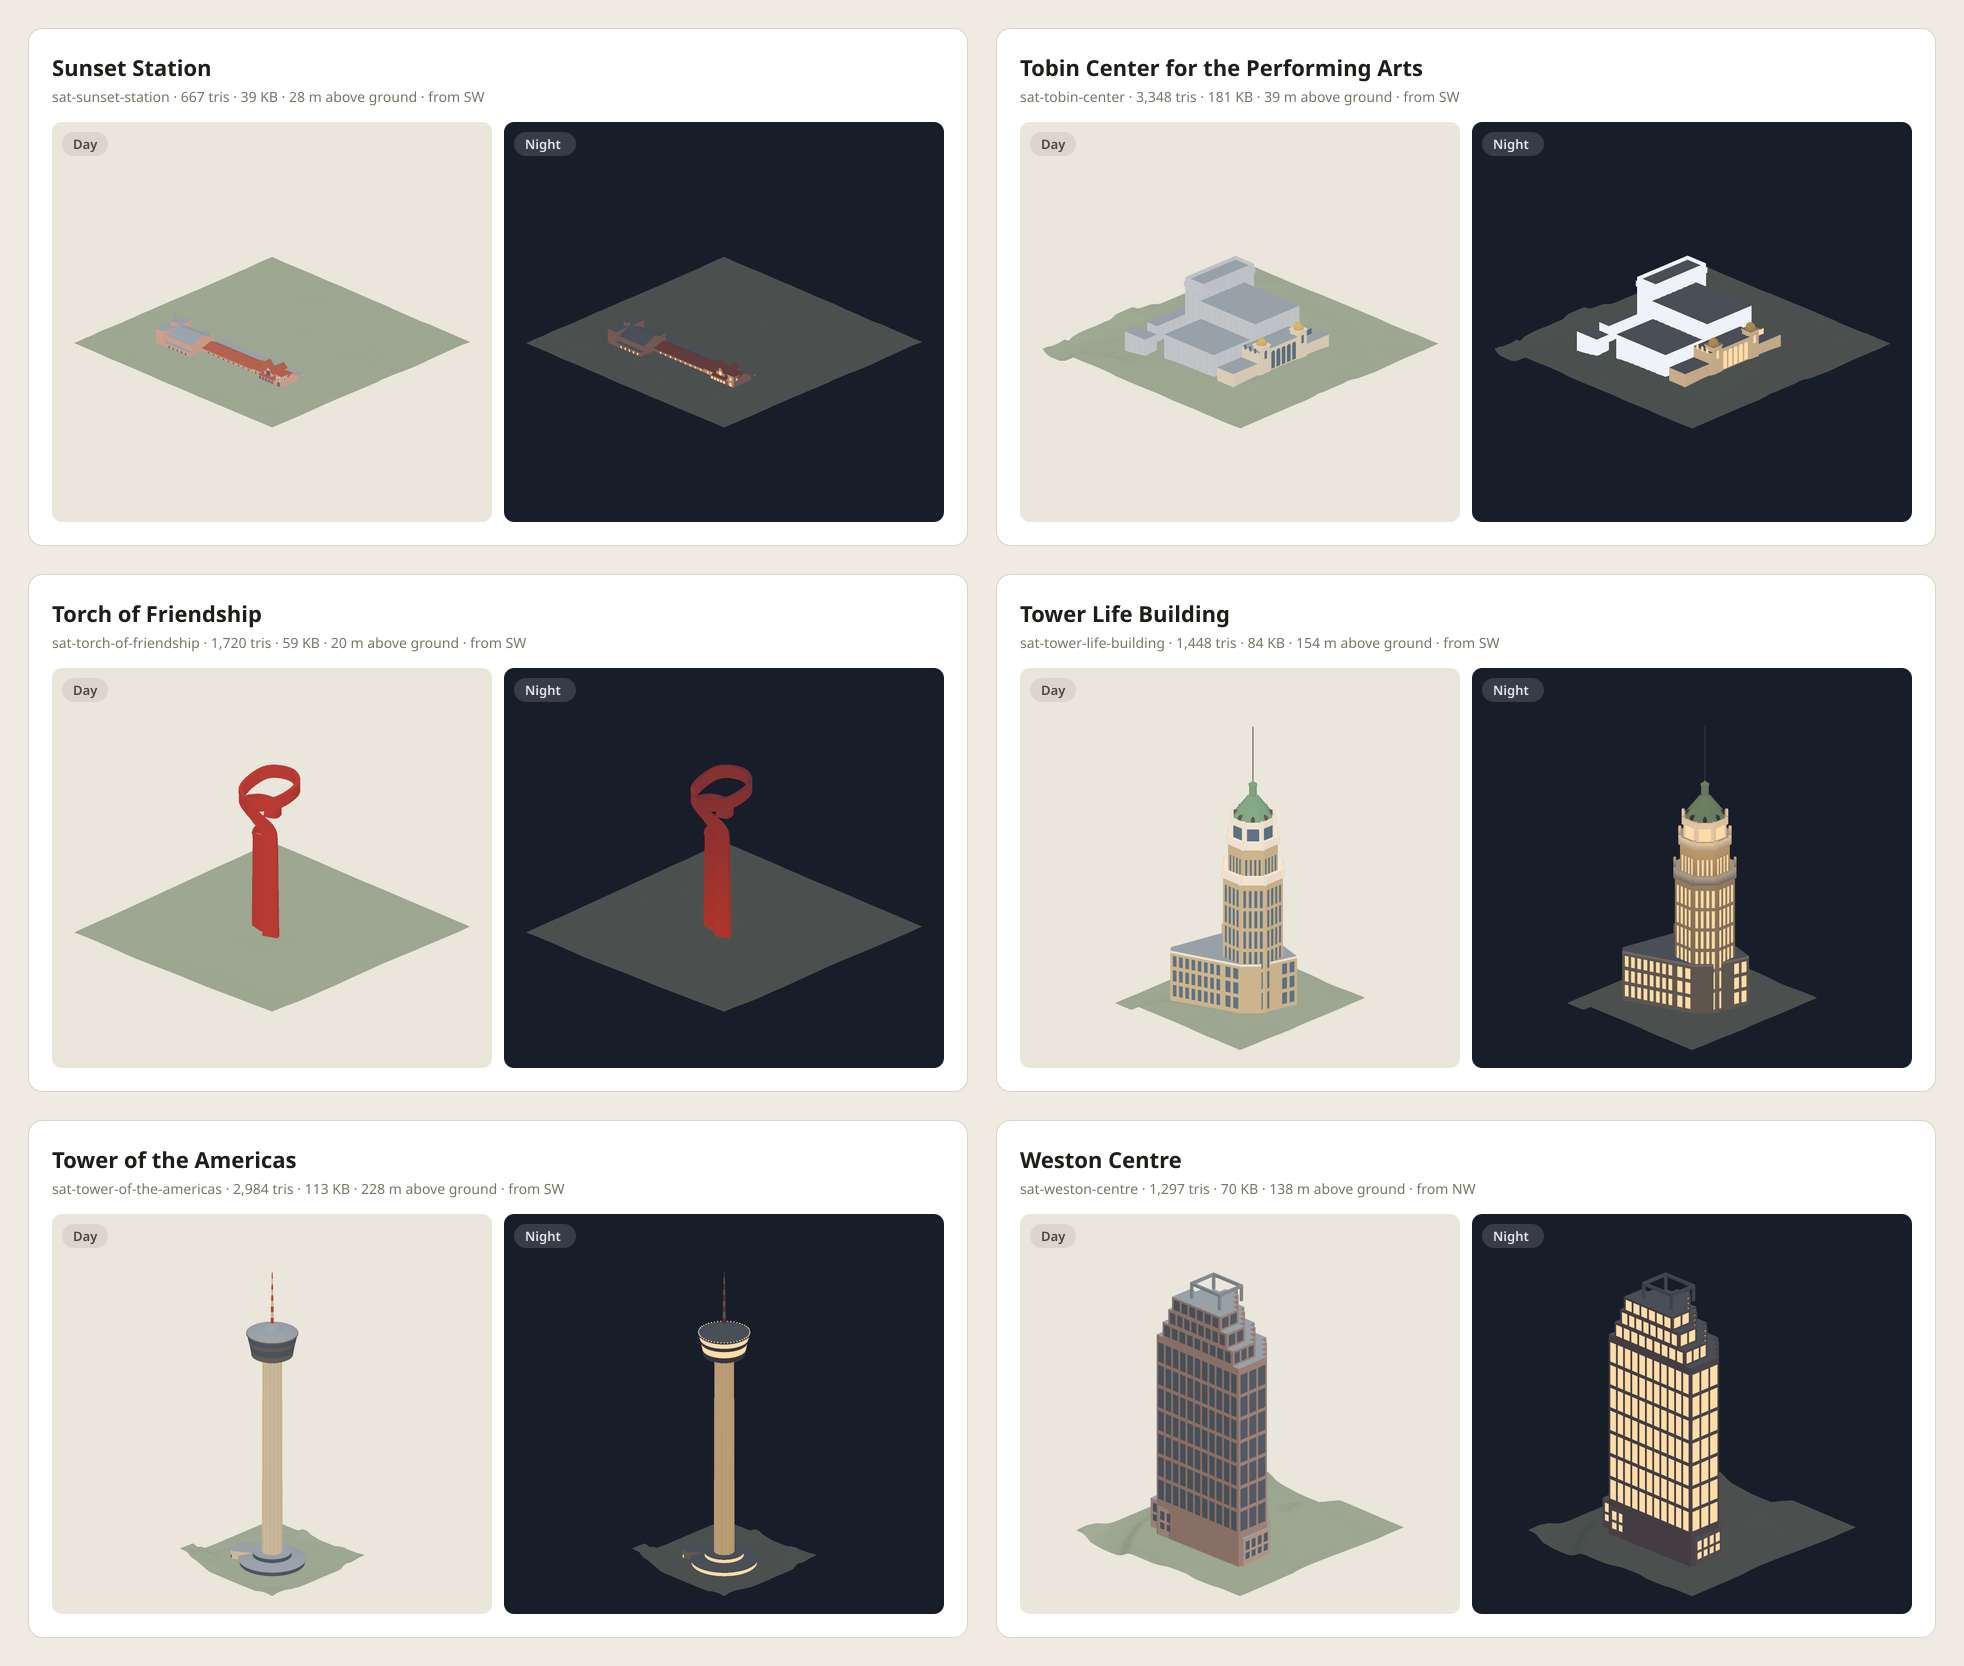 Sunset Station
sat-sunset-station · 667 tris · 39 KB · 28 m above ground · from SW
Day
Night
Tobin Center for the Performing Arts
sat-tobin-center · 3,348 tris · 181 KB · 39 m above ground · from SW
Day
Night
Torch of Friendship
sat-torch-of-friendship · 1,720 tris · 59 KB · 20 m above ground · from SW
Day
Night
Tower Life Building
sat-tower-life-building · 1,448 tris · 84 KB · 154 m above ground · from SW
Day
Night
Tower of the Americas
sat-tower-of-the-americas · 2,984 tris · 113 KB · 228 m above ground · from SW
Day
Night
Weston Centre
sat-weston-centre · 1,297 tris · 70 KB · 138 m above ground · from NW
Day
Night